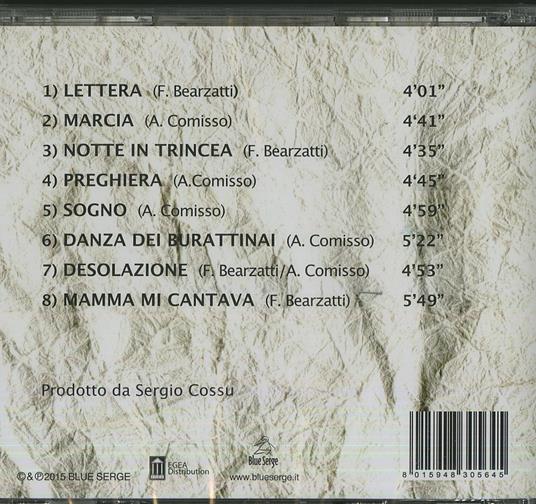 1) LETTERA (F. Bearzatti) 4'01"
2) MARCIA (A. Comisso) 4'41"
3) NOTTE IN TRINCEA (F. Bearzatti) 4'35"
4) PREGHIERA (A.Comisso) 4'45"
5) SOGNO (A. Comisso) 4'59"
6) DANZA DEI BURATTINAI (A. Comisso) 5'22"
7) DESOLAZIONE (F. Bearzatti/A. Comisso) 4'53"
8) MAMMA MI CANTAVA (F. Bearzatti) 5'49"
Prodotto da Sergio Cossu
©&℗2015 BLUE SERGE
EGEA
Distribution
Blue Serge
www.blueserge.it
8 015948 305645